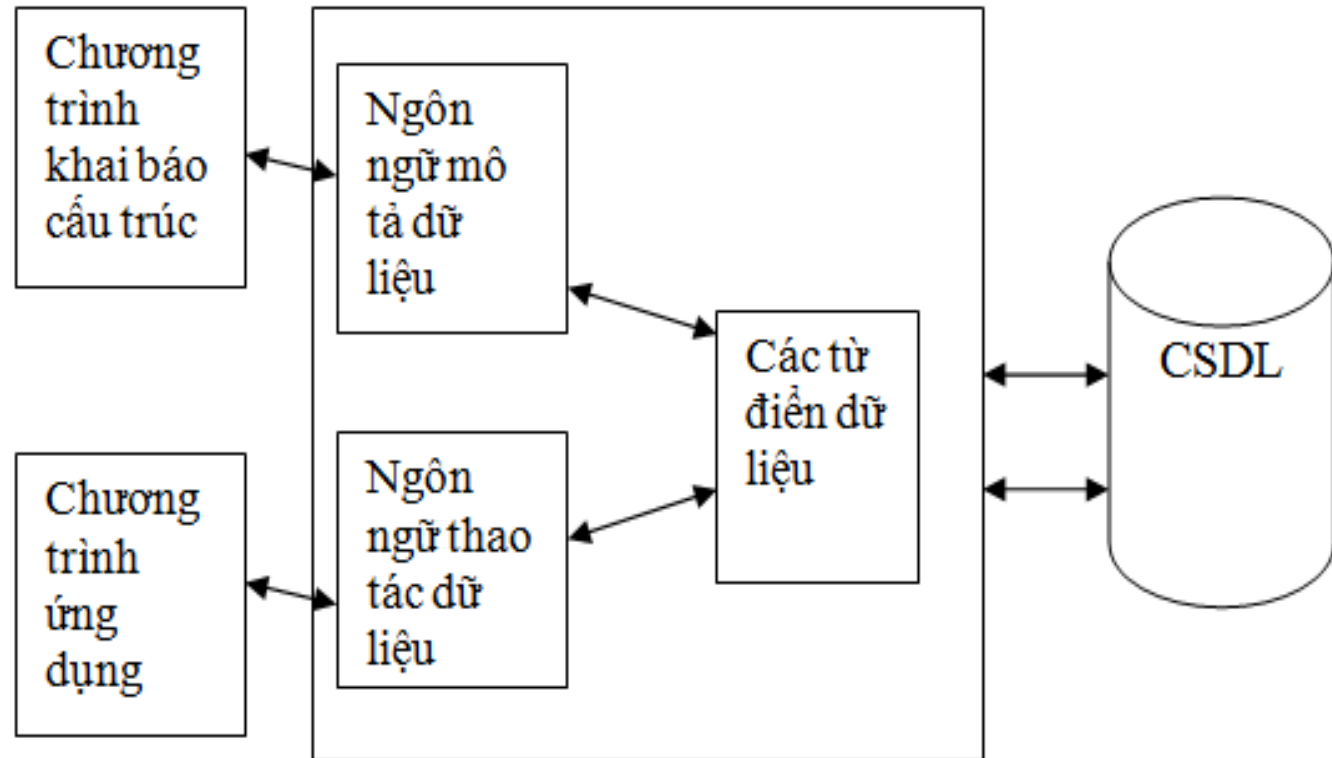 Chương
trình
khai báo
cấu trúc
Ngôn
ngữ mô
tả dữ
liệu
Các từ
điển dữ
liệu
CSDL
Chương
trình
ứng
dụng
Ngôn
ngữ thao
tác dữ
liệu